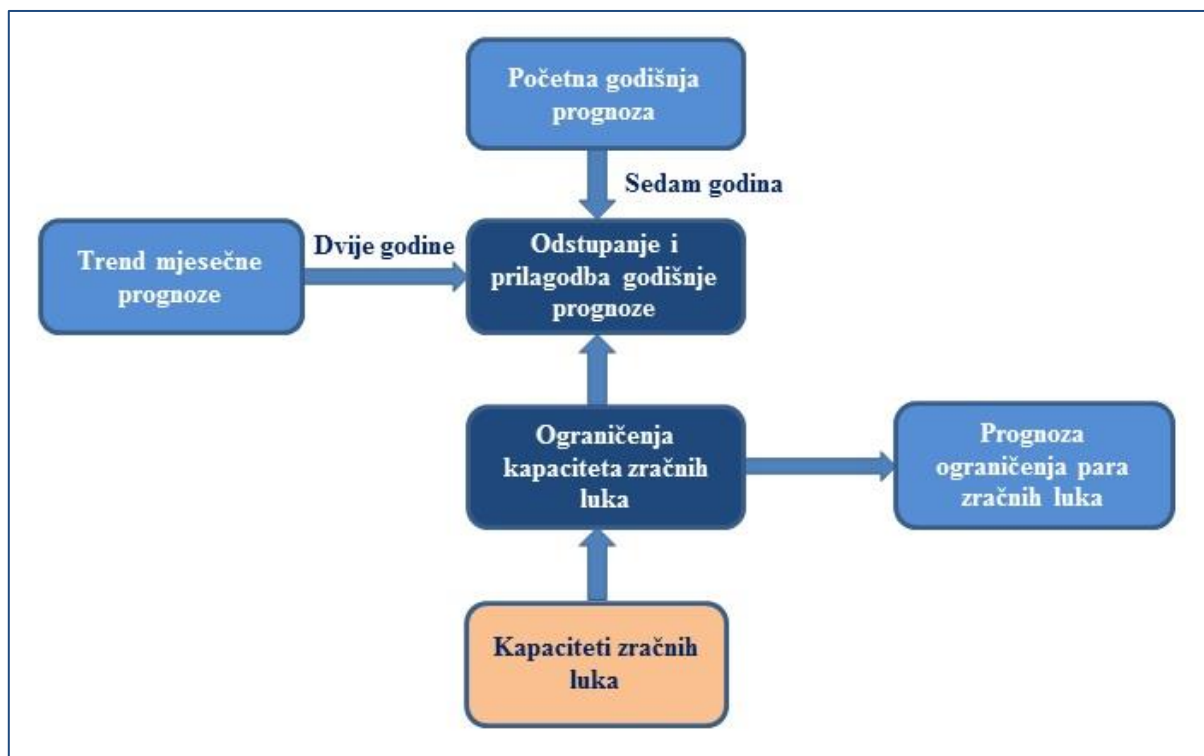 Početna godišnja
prognoza
Sedam godina
Trend mjesečne
prognoze
Dvije godine
Odstupanje i
prilagodba godišnje
prognoze
Ograničenja
kapaciteta zračnih
luka
Prognoza
ograničenja para
zračnih luka
Kapaciteti zračnih
luka